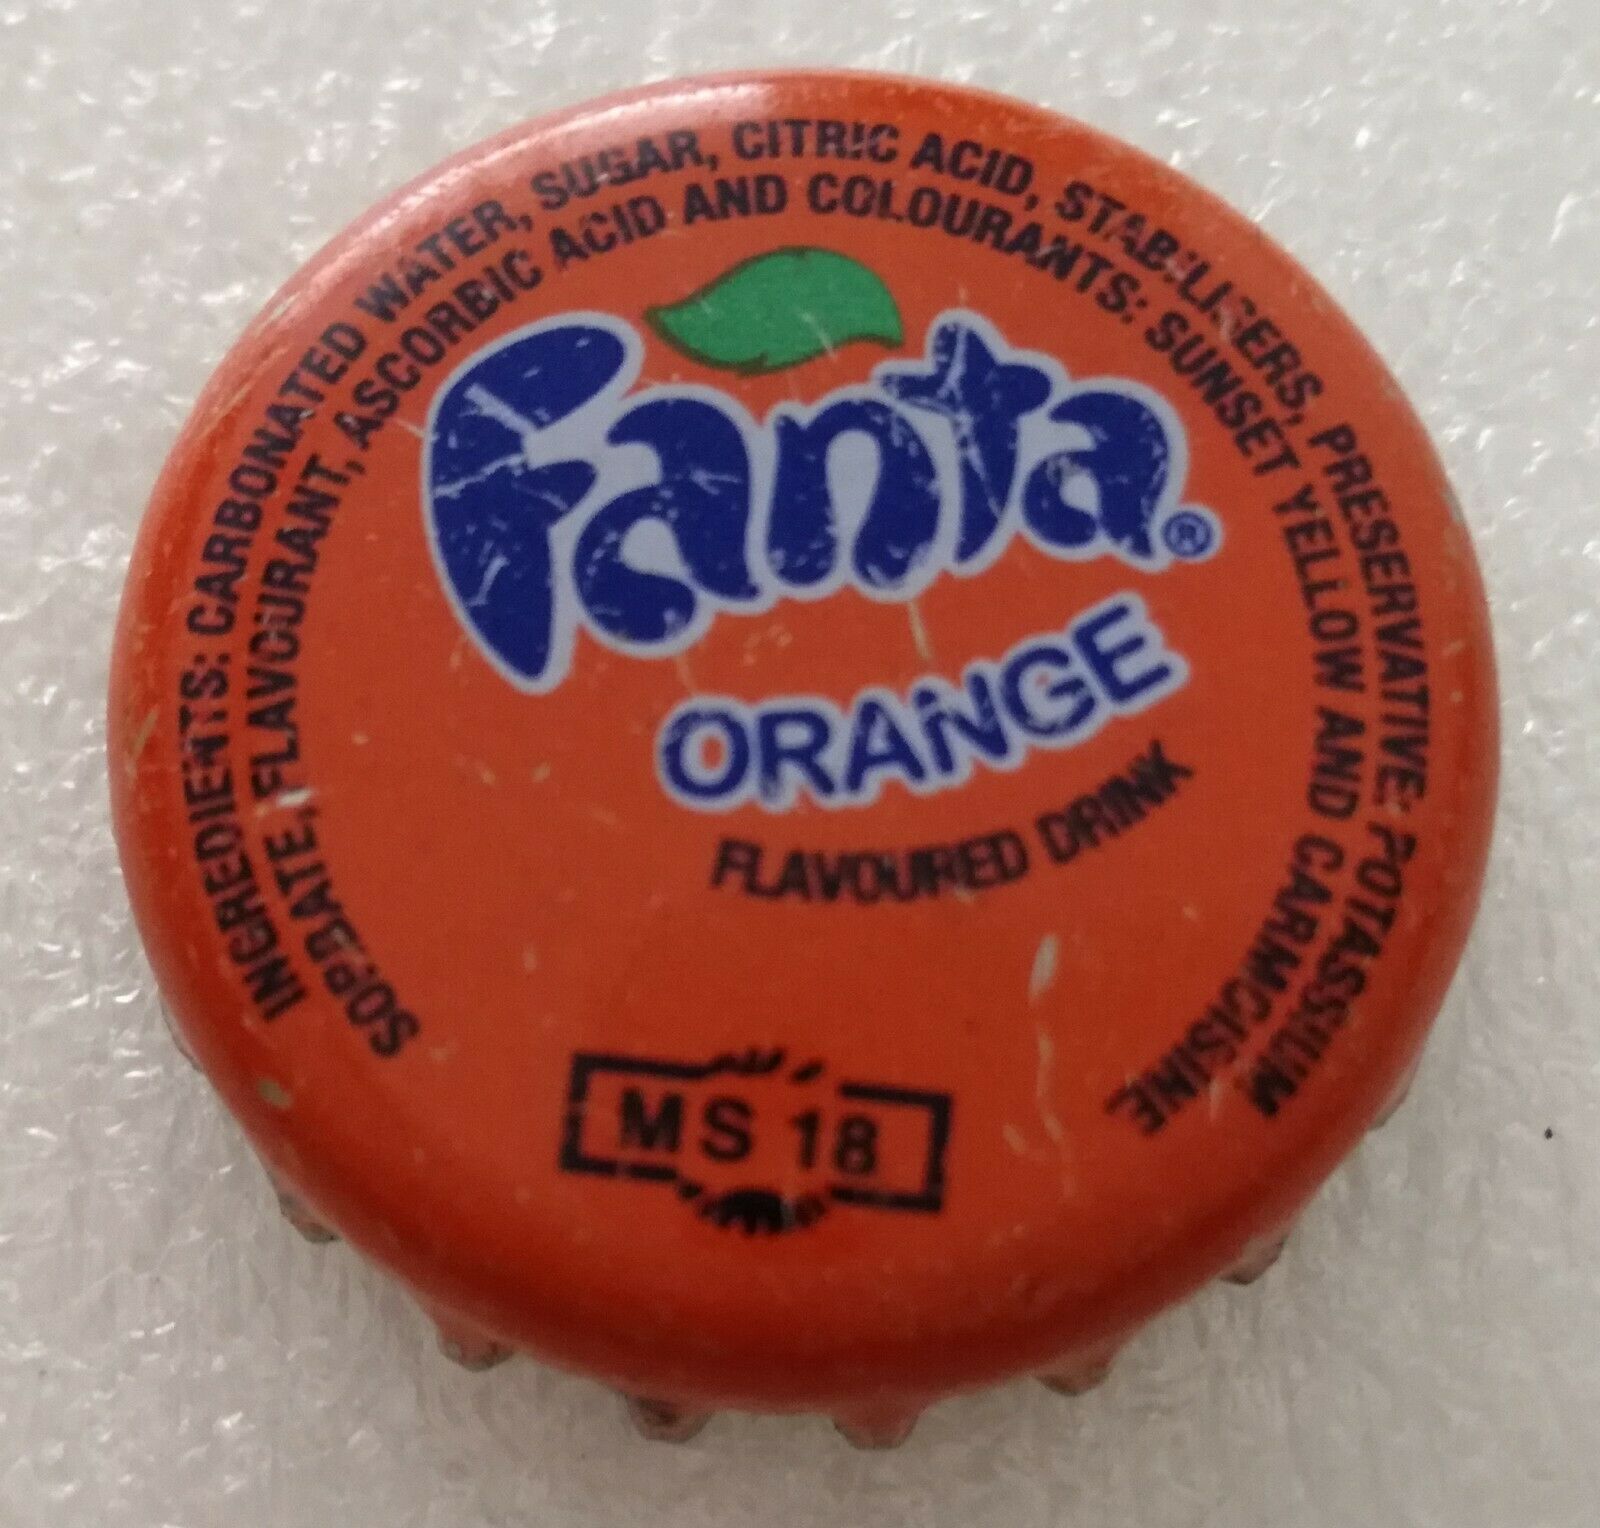 INGREDIENTS: CARBONATED WATER, SUGAR, CITRIC ACID, STABILISERS, PRESERVATIVE: POTASSIUM
SORBATE, FLAVOURANT, ASCORBIC ACID AND COLOURANTS: SUNSET YELLOW AND CARMOISINE.
Fanta®
ORANGE
FLAVOURED DRINK
MS 18